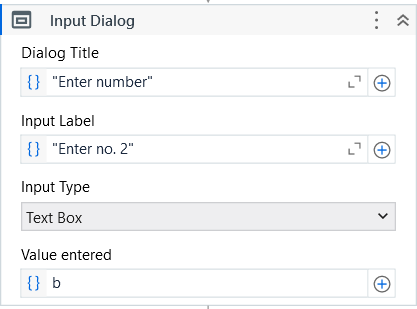 Input Dialog
Dialog Title
{} "Enter number"
Input Label
{} "Enter no. 2"
Input Type
Text Box
Value entered
{} b